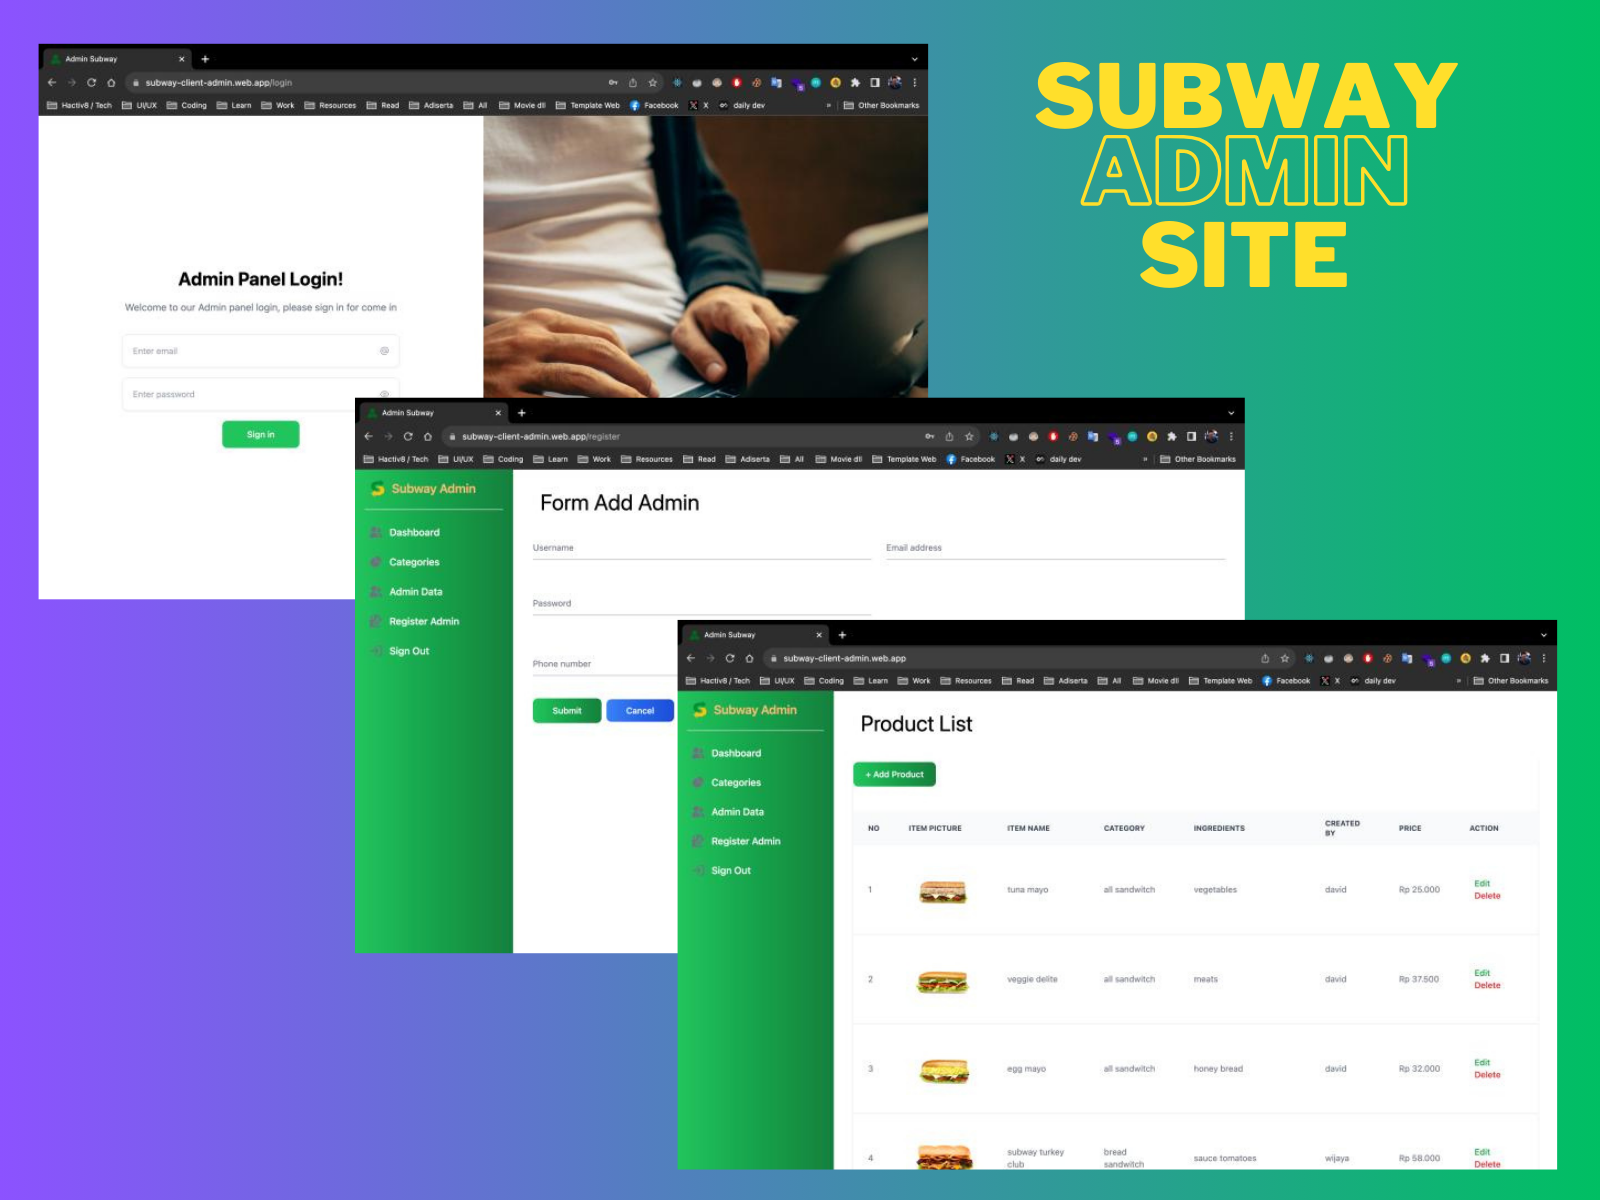 SUBWAY
ADMIN
SITE
Admin Subway
subway-client-admin.web.app/login
Hactiv8 / Tech UI/UX Coding Learn Work Resources Read Adiserta All Movie dll Template Web Facebook X daily dev » Other Bookmarks
Admin Panel Login!
Welcome to our Admin panel login, please sign in for come in
Enter email
Enter password
Sign in
Admin Subway
subway-client-admin.web.app/register
Hactiv8 / Tech UI/UX Coding Learn Work Resources Read Adiserta All Movie dll Template Web Facebook X daily dev » Other Bookmarks
Subway Admin
Dashboard
Categories
Admin Data
Register Admin
Sign Out
Form Add Admin
Username Email address
Password
Phone number
Submit Cancel
Admin Subway
subway-client-admin.web.app
Hactiv8 / Tech UI/UX Coding Learn Work Resources Read Adiserta All Movie dll Template Web Facebook X daily dev » Other Bookmarks
Subway Admin
Dashboard
Categories
Admin Data
Register Admin
Sign Out
Product List
+ Add Product
NO ITEM PICTURE ITEM NAME CATEGORY INGREDIENTS CREATED BY PRICE ACTION
1 tuna mayo all sandwitch vegetables david Rp 25.000 Edit Delete
2 veggie delite all sandwitch meats david Rp 37.500 Edit Delete
3 egg mayo all sandwitch honey bread david Rp 32.000 Edit Delete
4 subway turkey club bread sandwitch sauce tomatoes wijaya Rp 58.000 Edit Delete